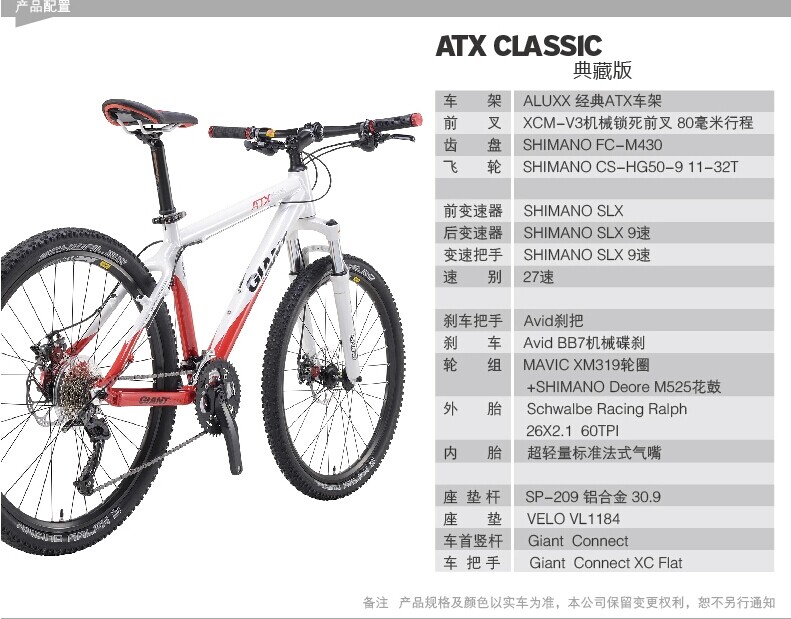 产品配置
ATX CLASSIC
典藏版
车 架 ALUXX 经典ATX车架
前 叉 XCM-V3机械锁死前叉 80毫米行程
齿 盘 SHIMANO FC-M430
飞 轮 SHIMANO CS-HG50-9 11-32T
前变速器 SHIMANO SLX
后变速器 SHIMANO SLX 9速
变速把手 SHIMANO SLX 9速
速 别 27速
刹车把手 Avid刹把
刹 车 Avid BB7机械碟刹
轮 组 MAVIC XM319轮圈
+SHIMANO Deore M525花鼓
外 胎 Schwalbe Racing Ralph
26X2.1 60TPI
内 胎 超轻量标准法式气嘴
座 垫 杆 SP-209 铝合金 30.9
座 垫 VELO VL1184
车首竖杆 Giant Connect
车 把 手 Giant Connect XC Flat
备注 产品规格及颜色以实车为准，本公司保留变更权利，恕不另行通知
ATX
GIANT
GIANT